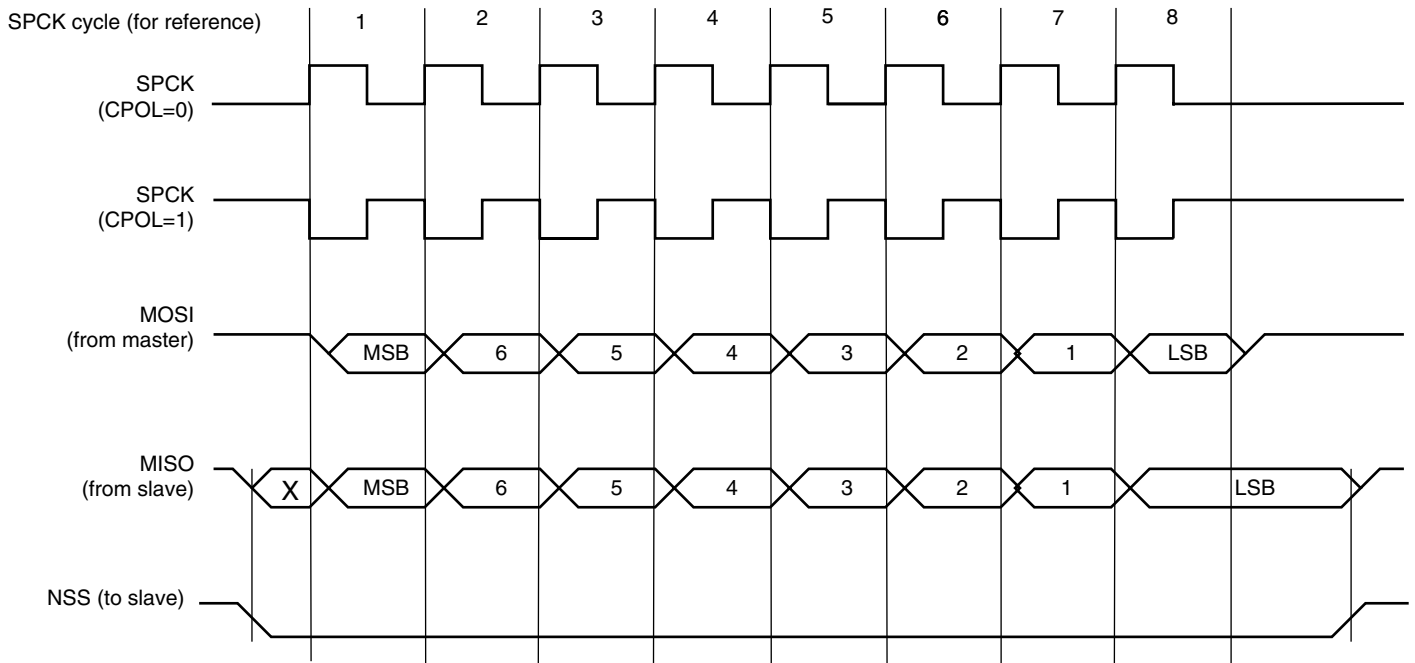 SPCK cycle (for reference) 1 2 3 4 5 6 7 8
SPCK
(CPOL=0)
SPCK
(CPOL=1)
MOSI
(from master)
MSB 6 5 4 3 2 1 LSB
MISO
(from slave)
X MSB 6 5 4 3 2 1 LSB
NSS (to slave)